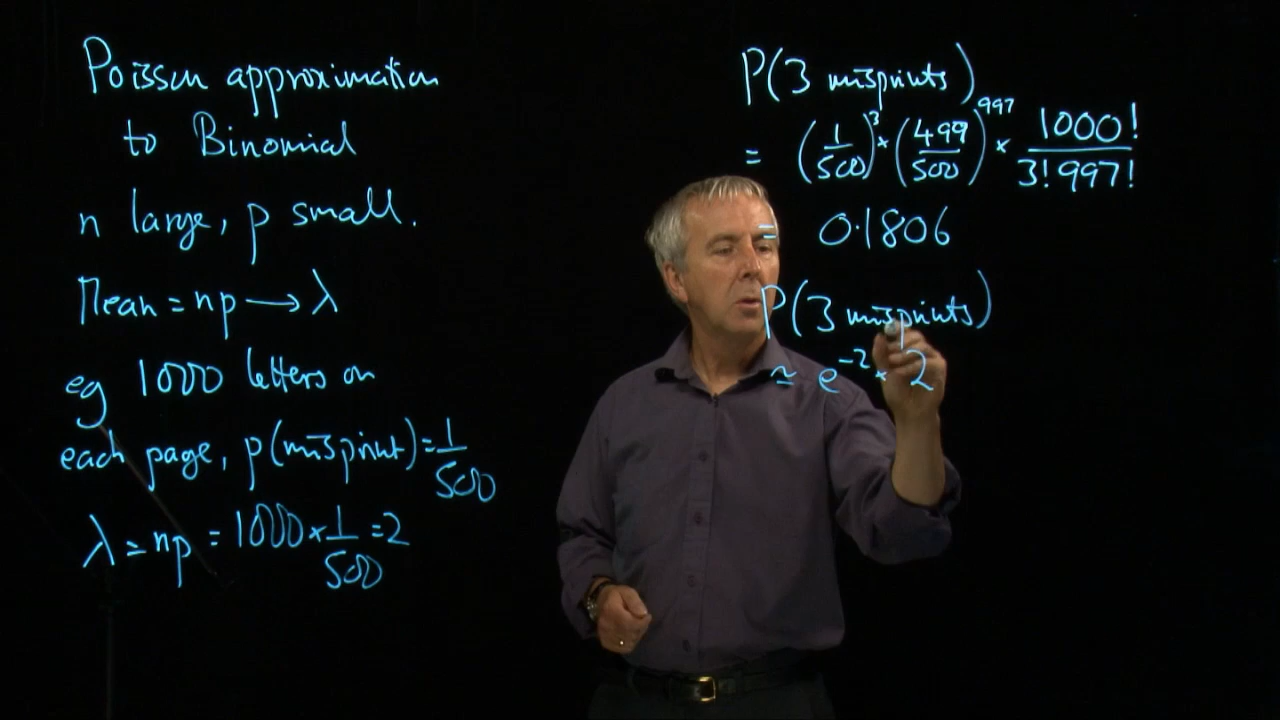 Poisson approximation
to Binomial
n large, p small.
Mean = np → λ
eg 1000 letters on
each page, p(misprint) = 1/500
λ = np = 1000 × 1/500 = 2
P(3 misprints)
= (1/500)³ × (499/500)⁹⁹⁷ × 1000!/3! 997!
= 0.1806
P(3 misprints)
≃ e⁻² × 2